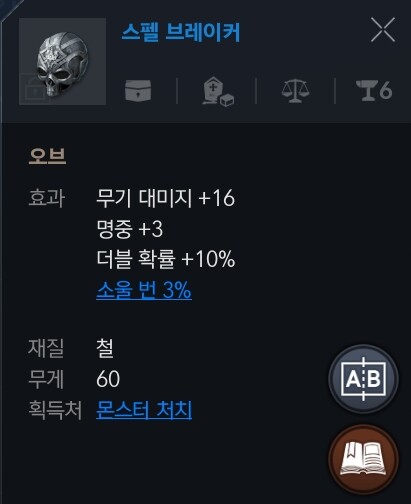 스펠 브레이커
6
오브
효과 무기 대미지 +16
명중 +3
더블 확률 +10%
소울 번 3%
재질 철
무게 60
획득처 몬스터 처치
A B